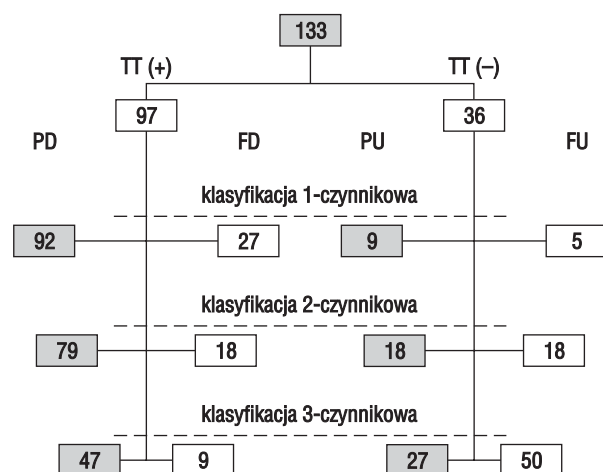 133
TT (+) TT (–)
97 36
PD FD PU FU
klasyfikacja 1-czynnikowa
92 27 9 5
klasyfikacja 2-czynnikowa
79 18 18 18
klasyfikacja 3-czynnikowa
47 9 27 50